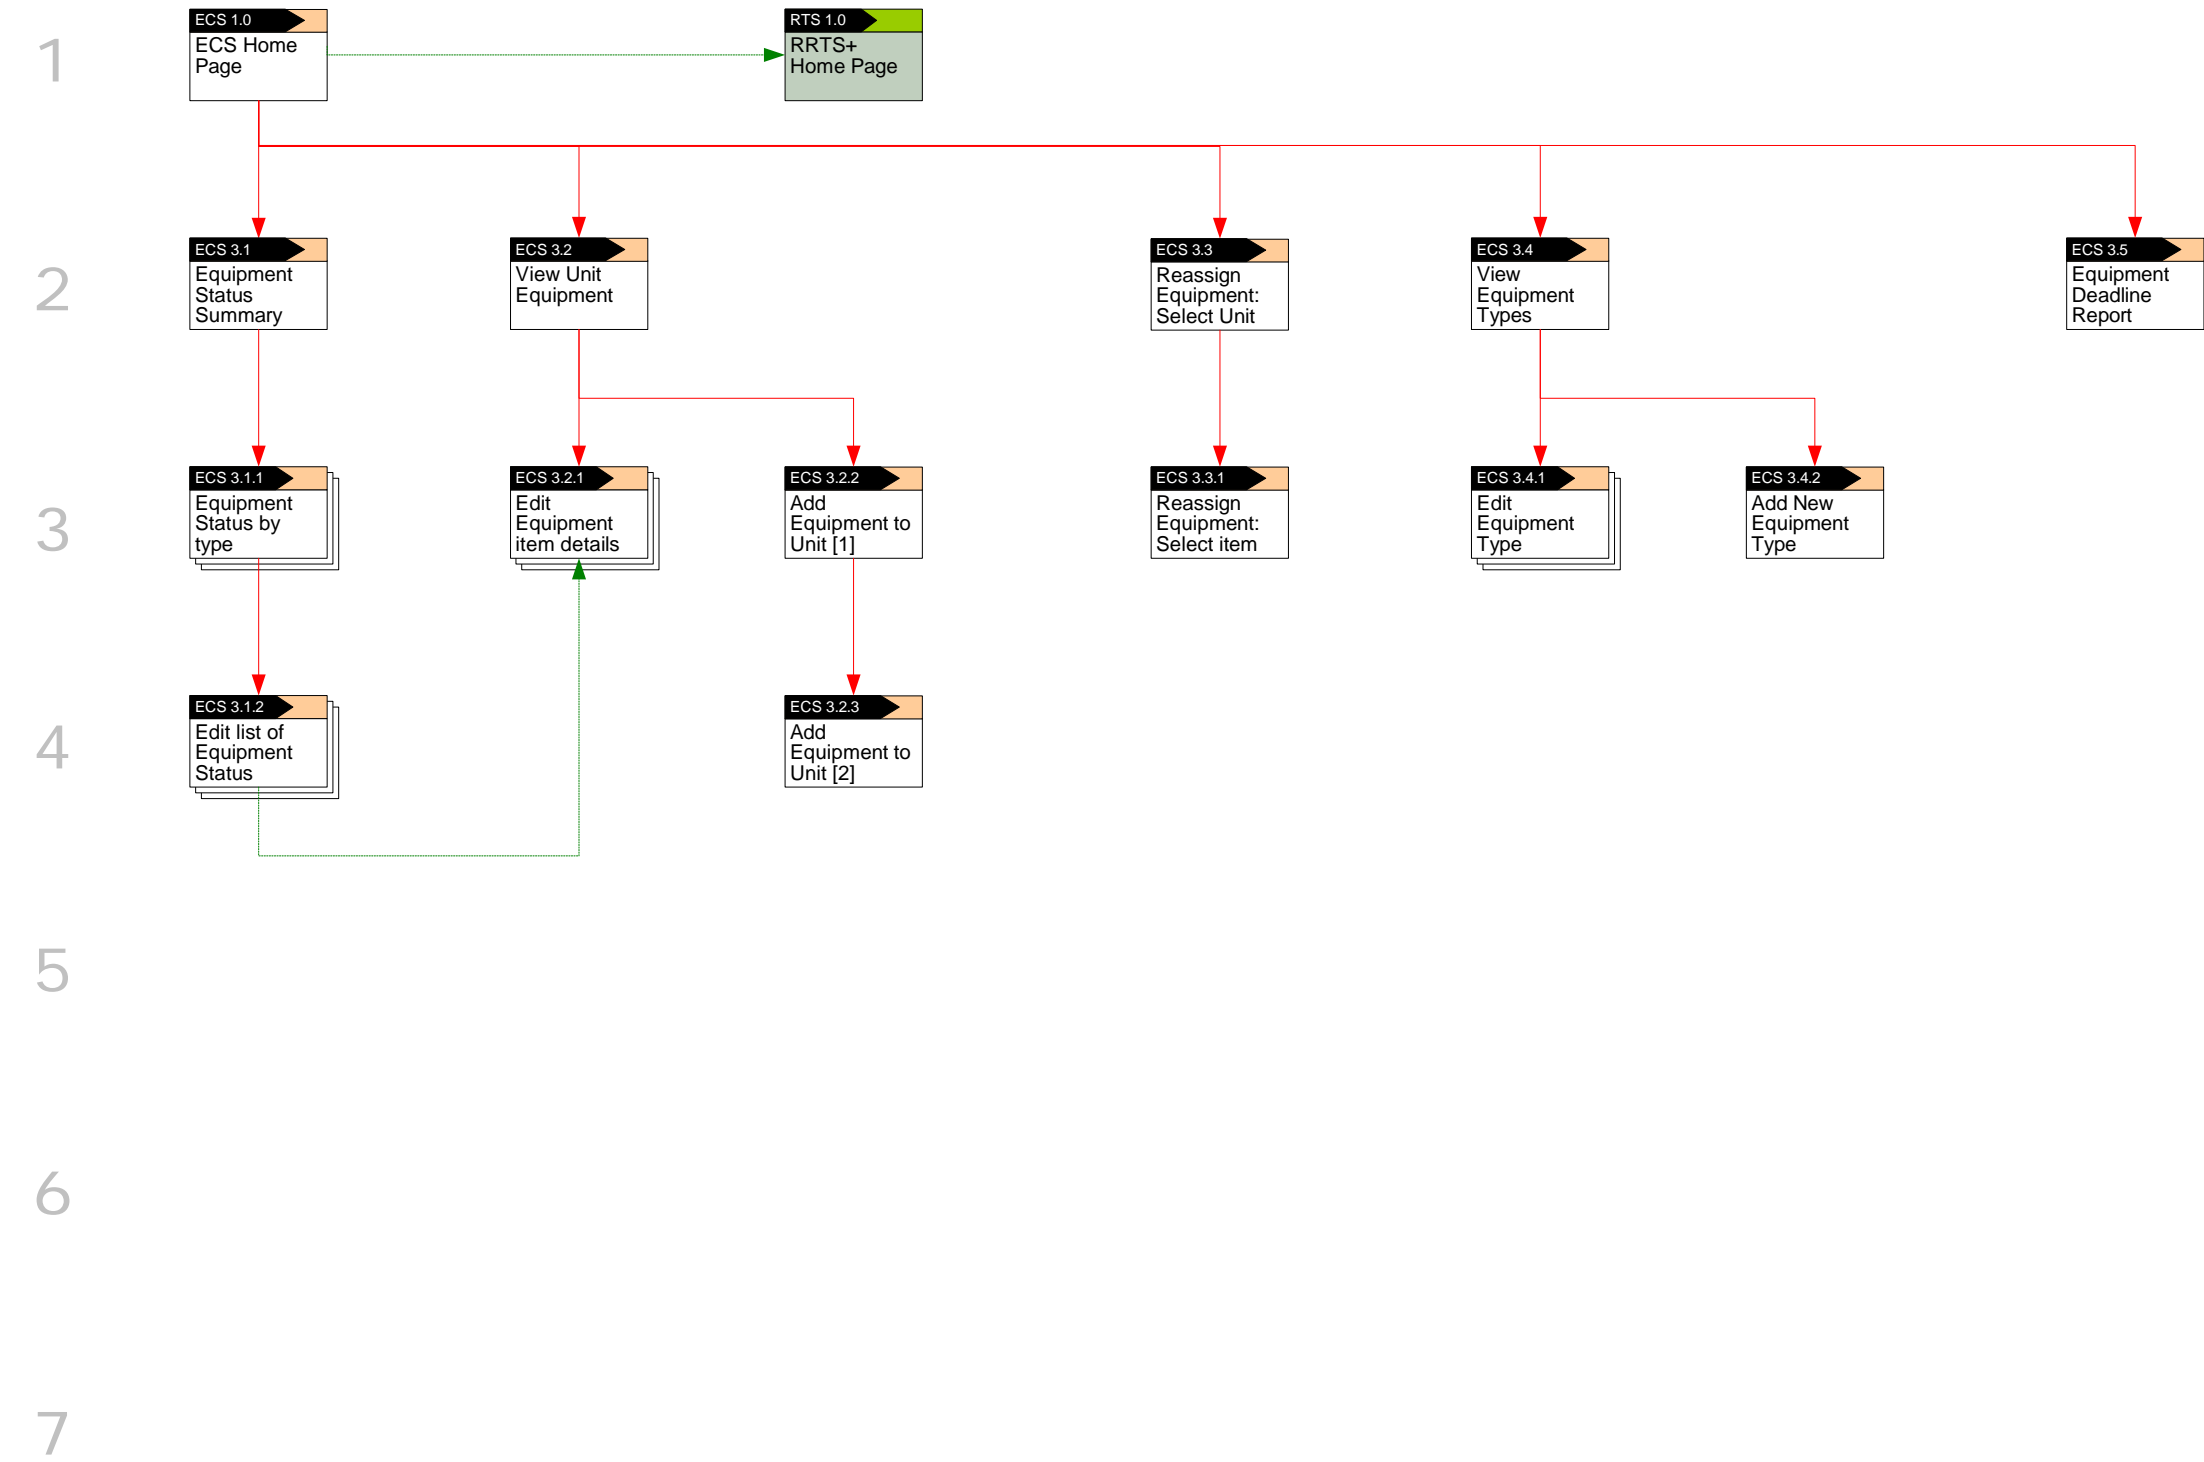 1
ECS 1.0
ECS Home
Page
RTS 1.0
RRTS+
Home Page
2
ECS 3.1
Equipment
Status
Summary
ECS 3.2
View Unit
Equipment
ECS 3.3
Reassign
Equipment:
Select Unit
ECS 3.4
View
Equipment
Types
ECS 3.5
Equipment
Deadline
Report
3
ECS 3.1.1
Equipment
Status by
type
ECS 3.2.1
Edit
Equipment
item details
ECS 3.2.2
Add
Equipment to
Unit [1]
ECS 3.3.1
Reassign
Equipment:
Select item
ECS 3.4.1
Edit
Equipment
Type
ECS 3.4.2
Add New
Equipment
Type
4
ECS 3.1.2
Edit list of
Equipment
Status
ECS 3.2.3
Add
Equipment to
Unit [2]
5
6
7